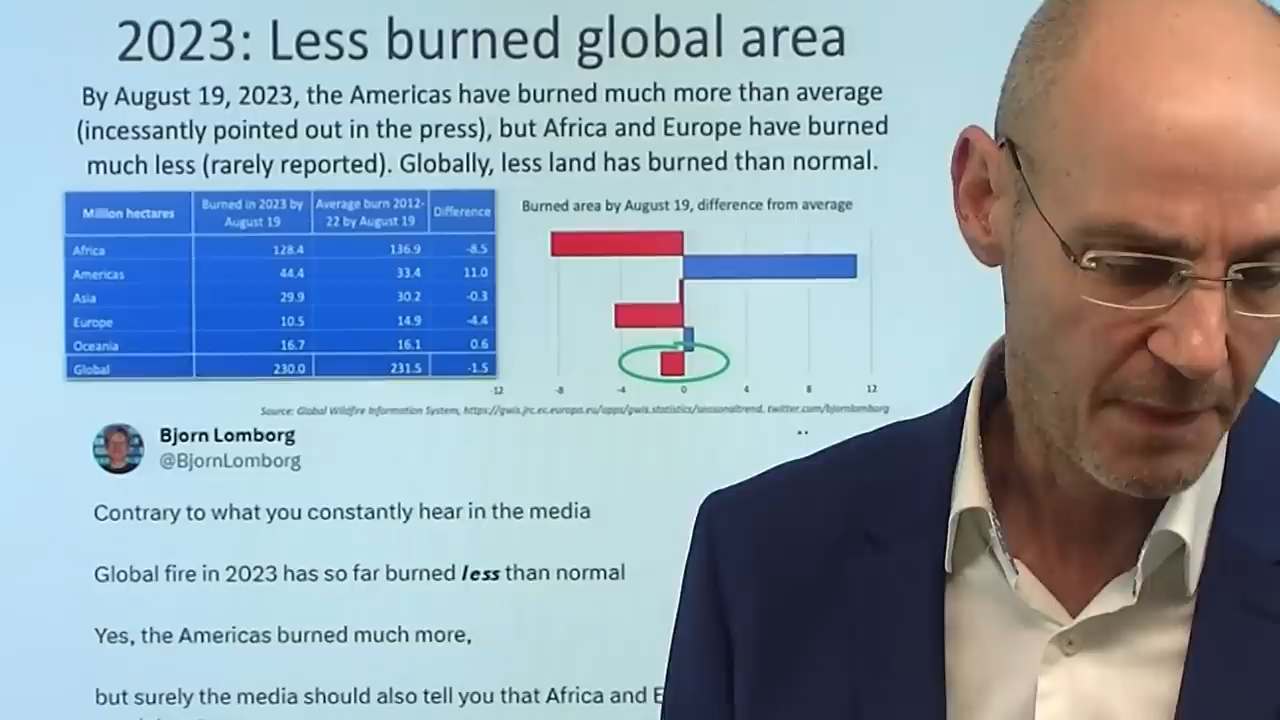 2023: Less burned global area
By August 19, 2023, the Americas have burned much more than average
(incessantly pointed out in the press), but Africa and Europe have burned
much less (rarely reported). Globally, less land has burned than normal.
Million hectares
Burned in 2023 by
August 19
Average burn 2012-
22 by August 19
Difference
Africa 128.4 136.9 -8.5
Americas 44.4 33.4 11.0
Asia 29.9 30.2 -0.3
Europe 10.5 14.9 -4.4
Oceania 16.7 16.1 0.6
Global 230.0 231.5 -1.5
Burned area by August 19, difference from average
-12 -8 -4 0 4 8 12
Source: Global Wildfire Information System, https://gwis.jrc.ec.europa.eu/apps/gwis.statistics/seasonaltrend, twitter.com/bjornlomborg
Bjorn Lomborg
@BjornLomborg
Contrary to what you constantly hear in the media
Global fire in 2023 has so far burned less than normal
Yes, the Americas burned much more,
but surely the media should also tell you that Africa and E